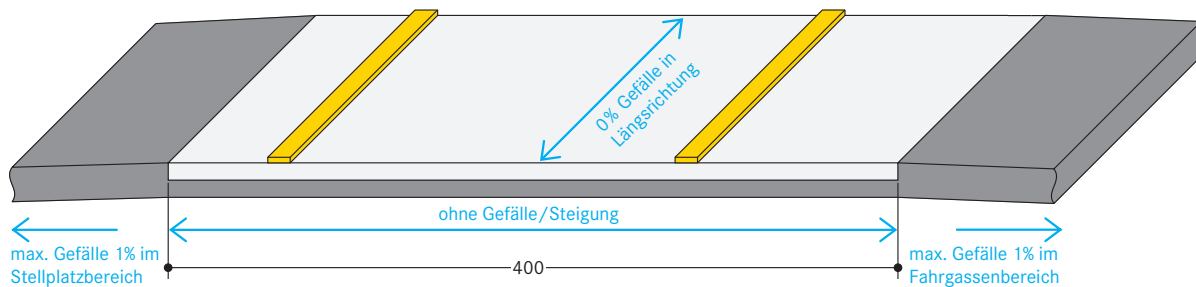 0% Gefälle in
Längsrichtung
ohne Gefälle/Steigung
max. Gefälle 1% im
Stellplatzbereich
400
max. Gefälle 1% im
Fahrgassenbereich